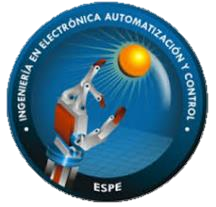 • INGENIERÍA EN ELECTRÓNICA AUTOMATIZACIÓN Y CONTROL •
ESPE